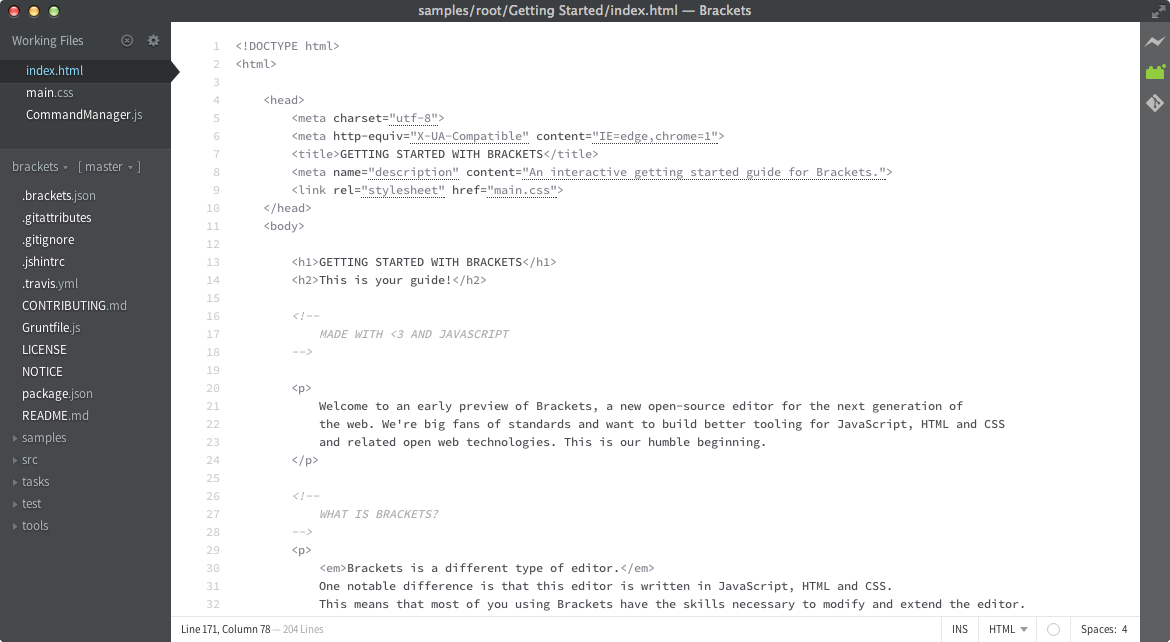 samples/root/Getting Started/index.html — Brackets
Working Files
index.html
main.css
CommandManager.js
brackets [ master ]
.brackets.json
.gitattributes
.gitignore
.jshintrc
.travis.yml
CONTRIBUTING.md
Gruntfile.js
LICENSE
NOTICE
package.json
README.md
samples
src
tasks
test
tools
1 <!DOCTYPE html>
2 <html>
3
4     <head>
5         <meta charset="utf-8">
6         <meta http-equiv="X-UA-Compatible" content="IE=edge,chrome=1">
7         <title>GETTING STARTED WITH BRACKETS</title>
8         <meta name="description" content="An interactive getting started guide for Brackets.">
9         <link rel="stylesheet" href="main.css">
10     </head>
11     <body>
12
13         <h1>GETTING STARTED WITH BRACKETS</h1>
14         <h2>This is your guide!</h2>
15
16         <!--
17             MADE WITH <3 AND JAVASCRIPT
18         -->
19
20         <p>
21             Welcome to an early preview of Brackets, a new open-source editor for the next generation of
22             the web. We're big fans of standards and want to build better tooling for JavaScript, HTML and CSS
23             and related open web technologies. This is our humble beginning.
24         </p>
25
26         <!--
27             WHAT IS BRACKETS?
28         -->
29         <p>
30             <em>Brackets is a different type of editor.</em>
31             One notable difference is that this editor is written in JavaScript, HTML and CSS.
32             This means that most of you using Brackets have the skills necessary to modify and extend the editor.
Line 171, Column 78 — 204 Lines
INS
HTML
Spaces: 4